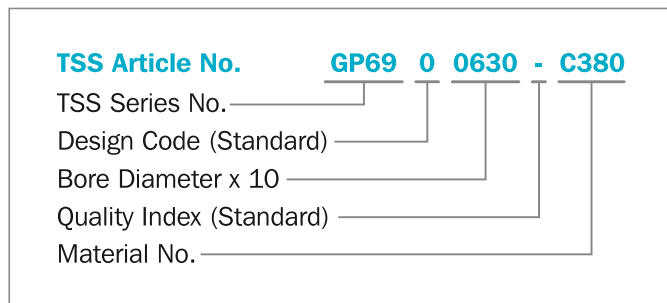 TSS Article No. GP69 0 0630 - C380
TSS Series No.
Design Code (Standard)
Bore Diameter x 10
Quality Index (Standard)
Material No.